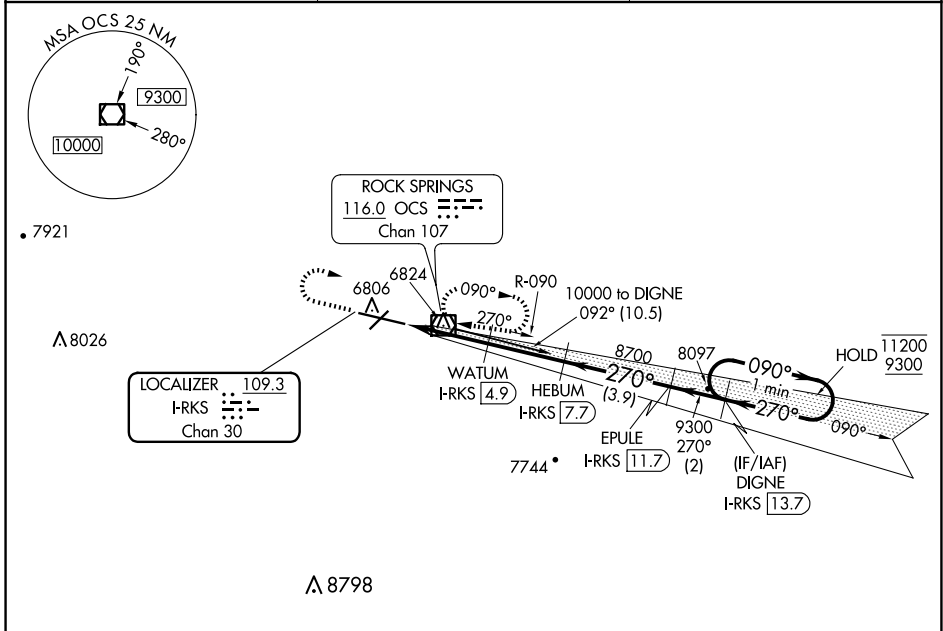 MSA OCS 25 NM
190°
9300
280°
10000
ROCK SPRINGS
116.0 OCS
Chan 107
7921
6824
6806
090°
R-090
270°
10000 to DIGNE
092° (10.5)
8026
8700
8097
090°
1 min
270°
HOLD 11200
9300
090°
LOCALIZER 109.3
I-RKS
Chan 30
WATUM
I-RKS 4.9
HEBUM
I-RKS 7.7
270°
(3.9)
EPULE
I-RKS 11.7
9300
270°
(2)
(IF/IAF)
DIGNE
I-RKS 13.7
7744
8798